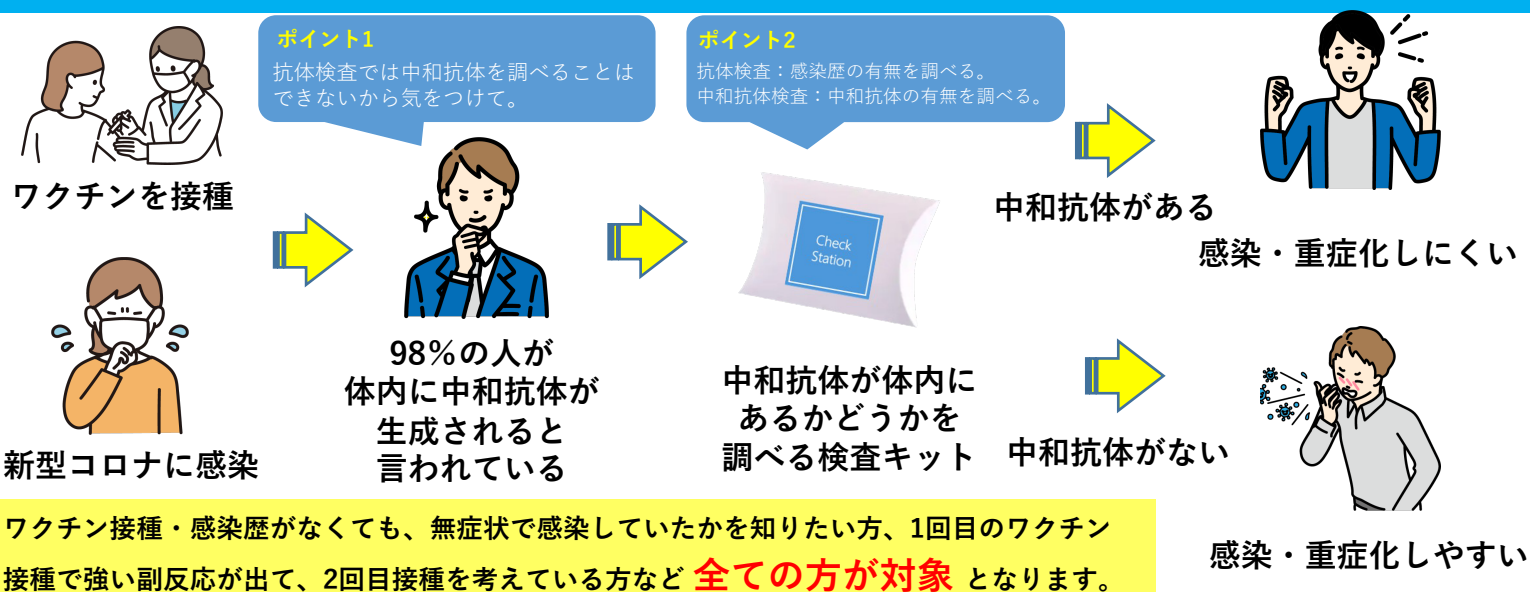 ポイント1
抗体検査では中和抗体を調べることは
できないから気をつけて。
ポイント2
抗体検査：感染歴の有無を調べる。
中和抗体検査：中和抗体の有無を調べる。
ワクチンを接種
新型コロナに感染
98%の人が
体内に中和抗体が
生成されると
言われている
Check
Station
中和抗体が体内に
あるかどうかを
調べる検査キット
中和抗体がある
感染・重症化しにくい
中和抗体がない
感染・重症化しやすい
ワクチン接種・感染歴がなくても、無症状で感染していたかを知りたい方、1回目のワクチン
接種で強い副反応が出て、2回目接種を考えている方など 全ての方が対象 となります。